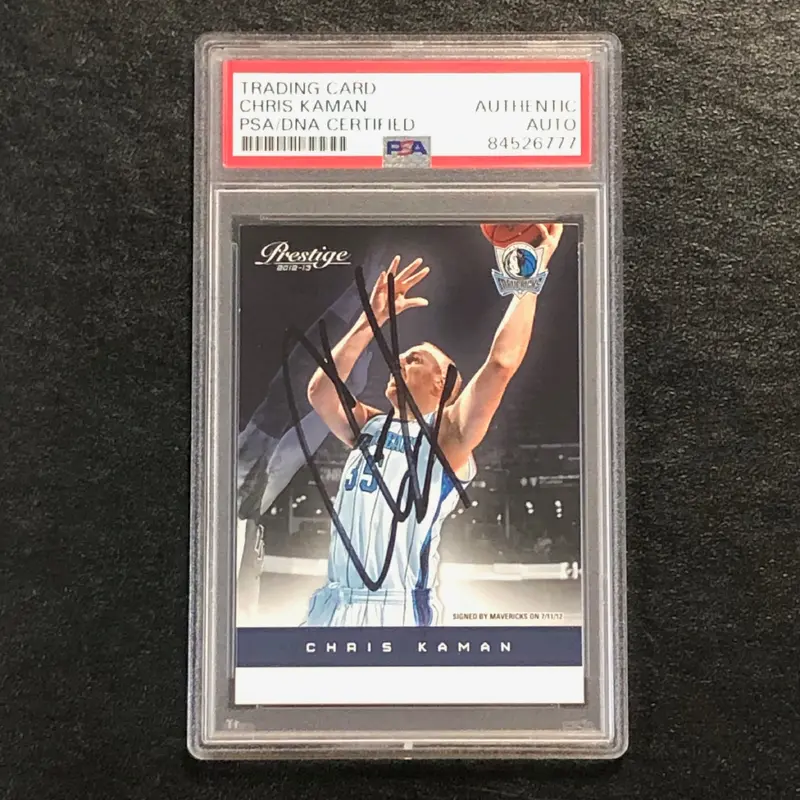 TRADING CARD
CHRIS KAMAN
PSA/DNA CERTIFIED
AUTHENTIC
AUTO
84526777
PSA
Prestige
2012-13
MAVERICKS
35
SIGNED BY MAVERICKS ON 7/11/12
CHRIS KAMAN